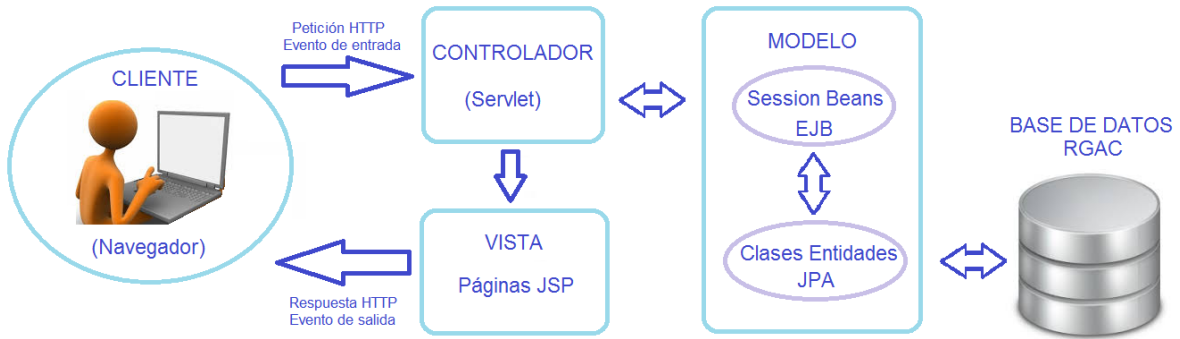 Petición HTTP
Evento de entrada
CLIENTE
(Navegador)
CONTROLADOR
(Servlet)
VISTA
Páginas JSP
Respuesta HTTP
Evento de salida
MODELO
Session Beans
EJB
Clases Entidades
JPA
BASE DE DATOS
RGAC